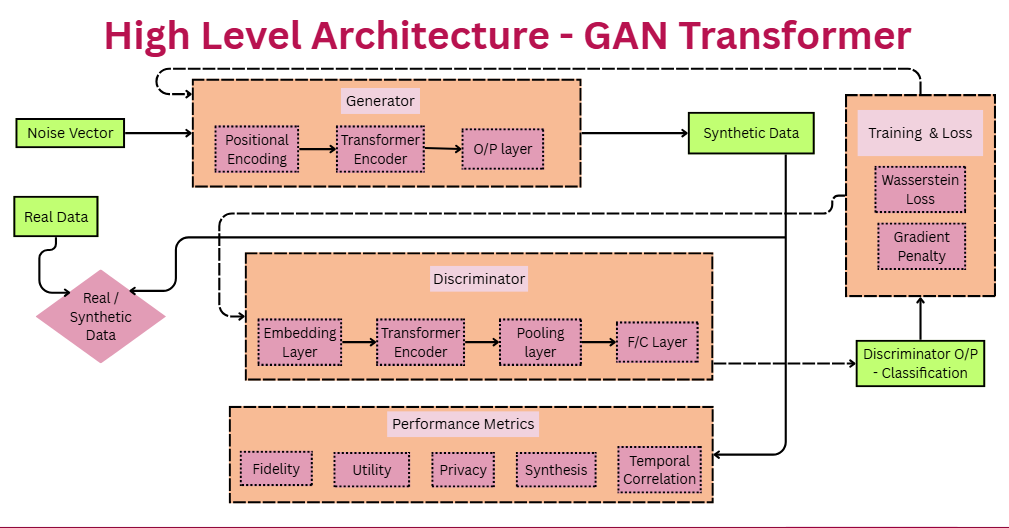 High Level Architecture - GAN Transformer
Generator
Noise Vector
Positional
Encoding
Transformer
Encoder
O/P layer
Synthetic Data
Training & Loss
Wasserstein
Loss
Gradient
Penalty
Real Data
Real /
Synthetic
Data
Discriminator
Embedding
Layer
Transformer
Encoder
Pooling
layer
F/C Layer
Discriminator O/P
- Classification
Performance Metrics
Fidelity
Utility
Privacy
Synthesis
Temporal
Correlation